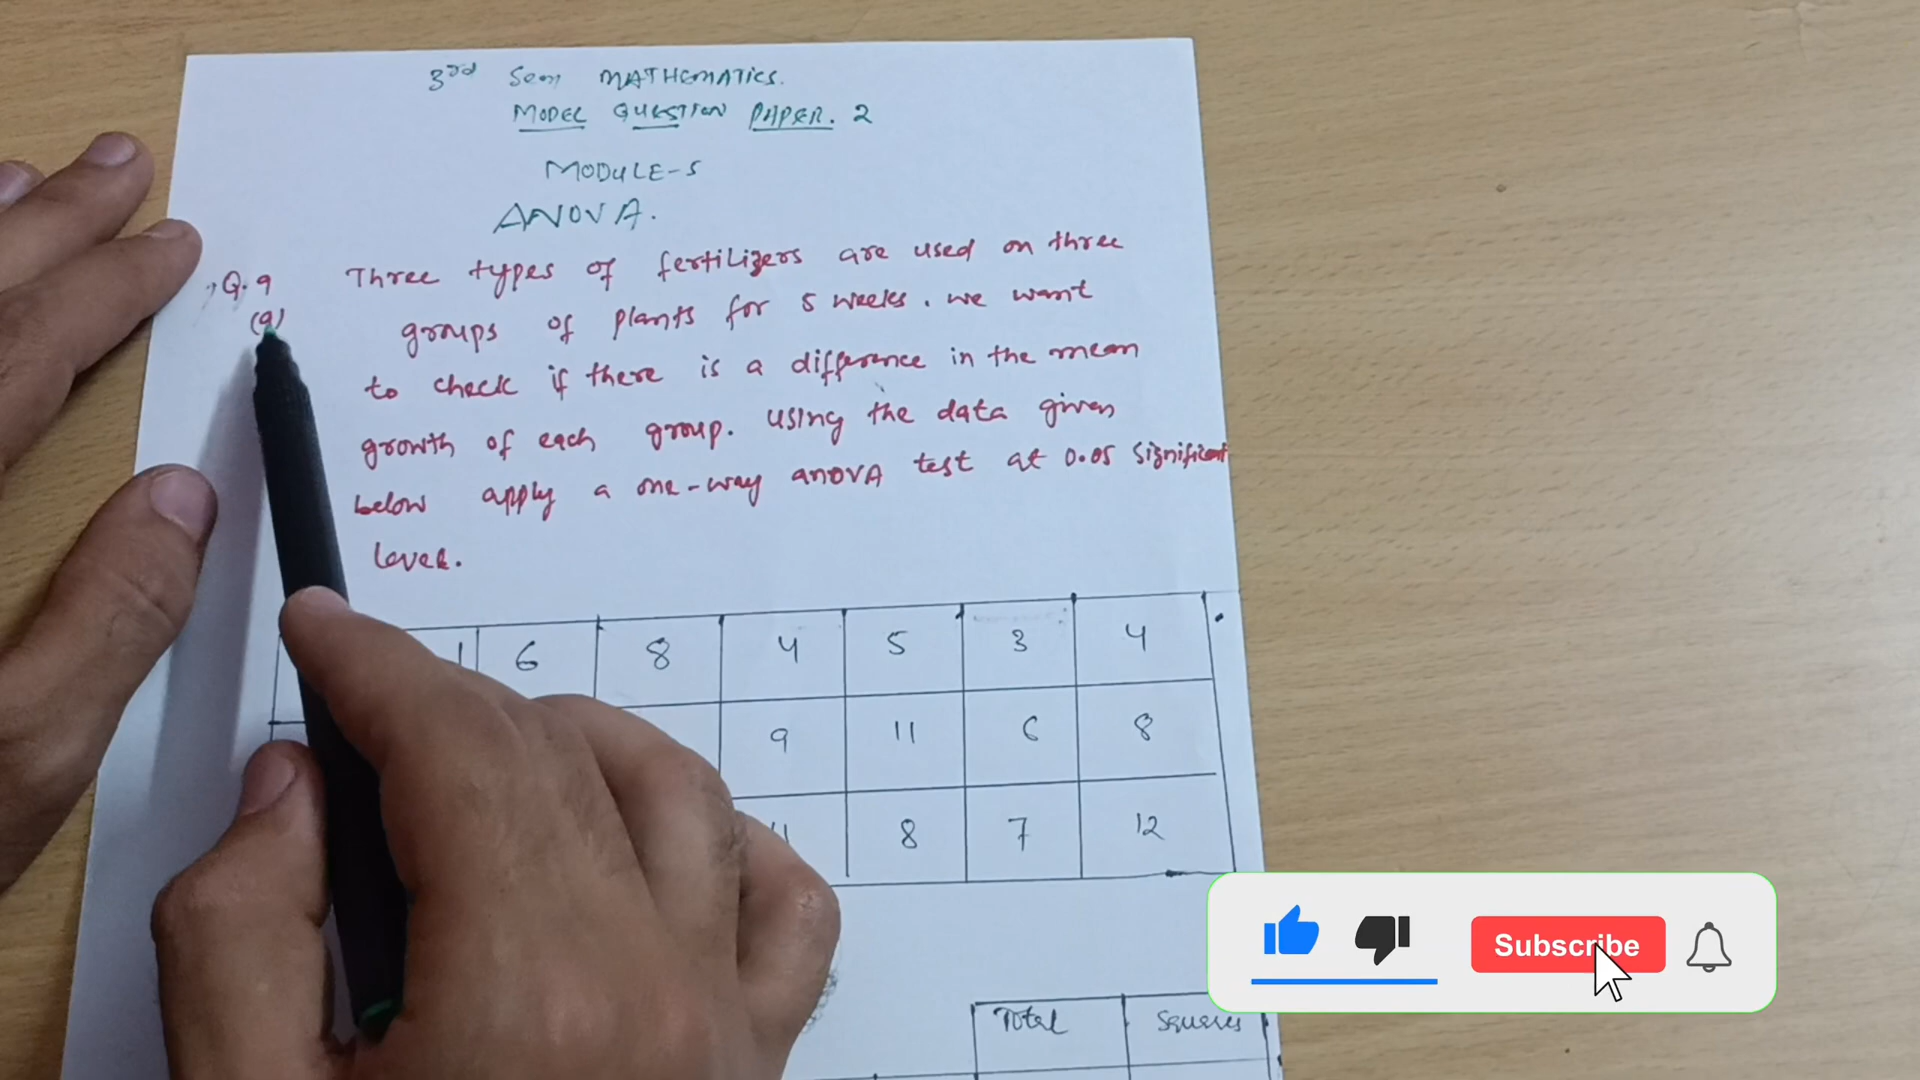 3rd Sem MATHEMATICS.
MODEL QUESTION PAPER. 2
MODULE-5
ANOVA.
Q.9 Three types of fertilizers are used on three
(a) groups of plants for 5 weeks. we want
to check if there is a difference in the mean
growth of each group. using the data given
below apply a one-way anovA test at 0.05 significant
level.
1 6 8 4 5 3 4
9 11 6 8
8 7 12
Subscribe
Total Squares